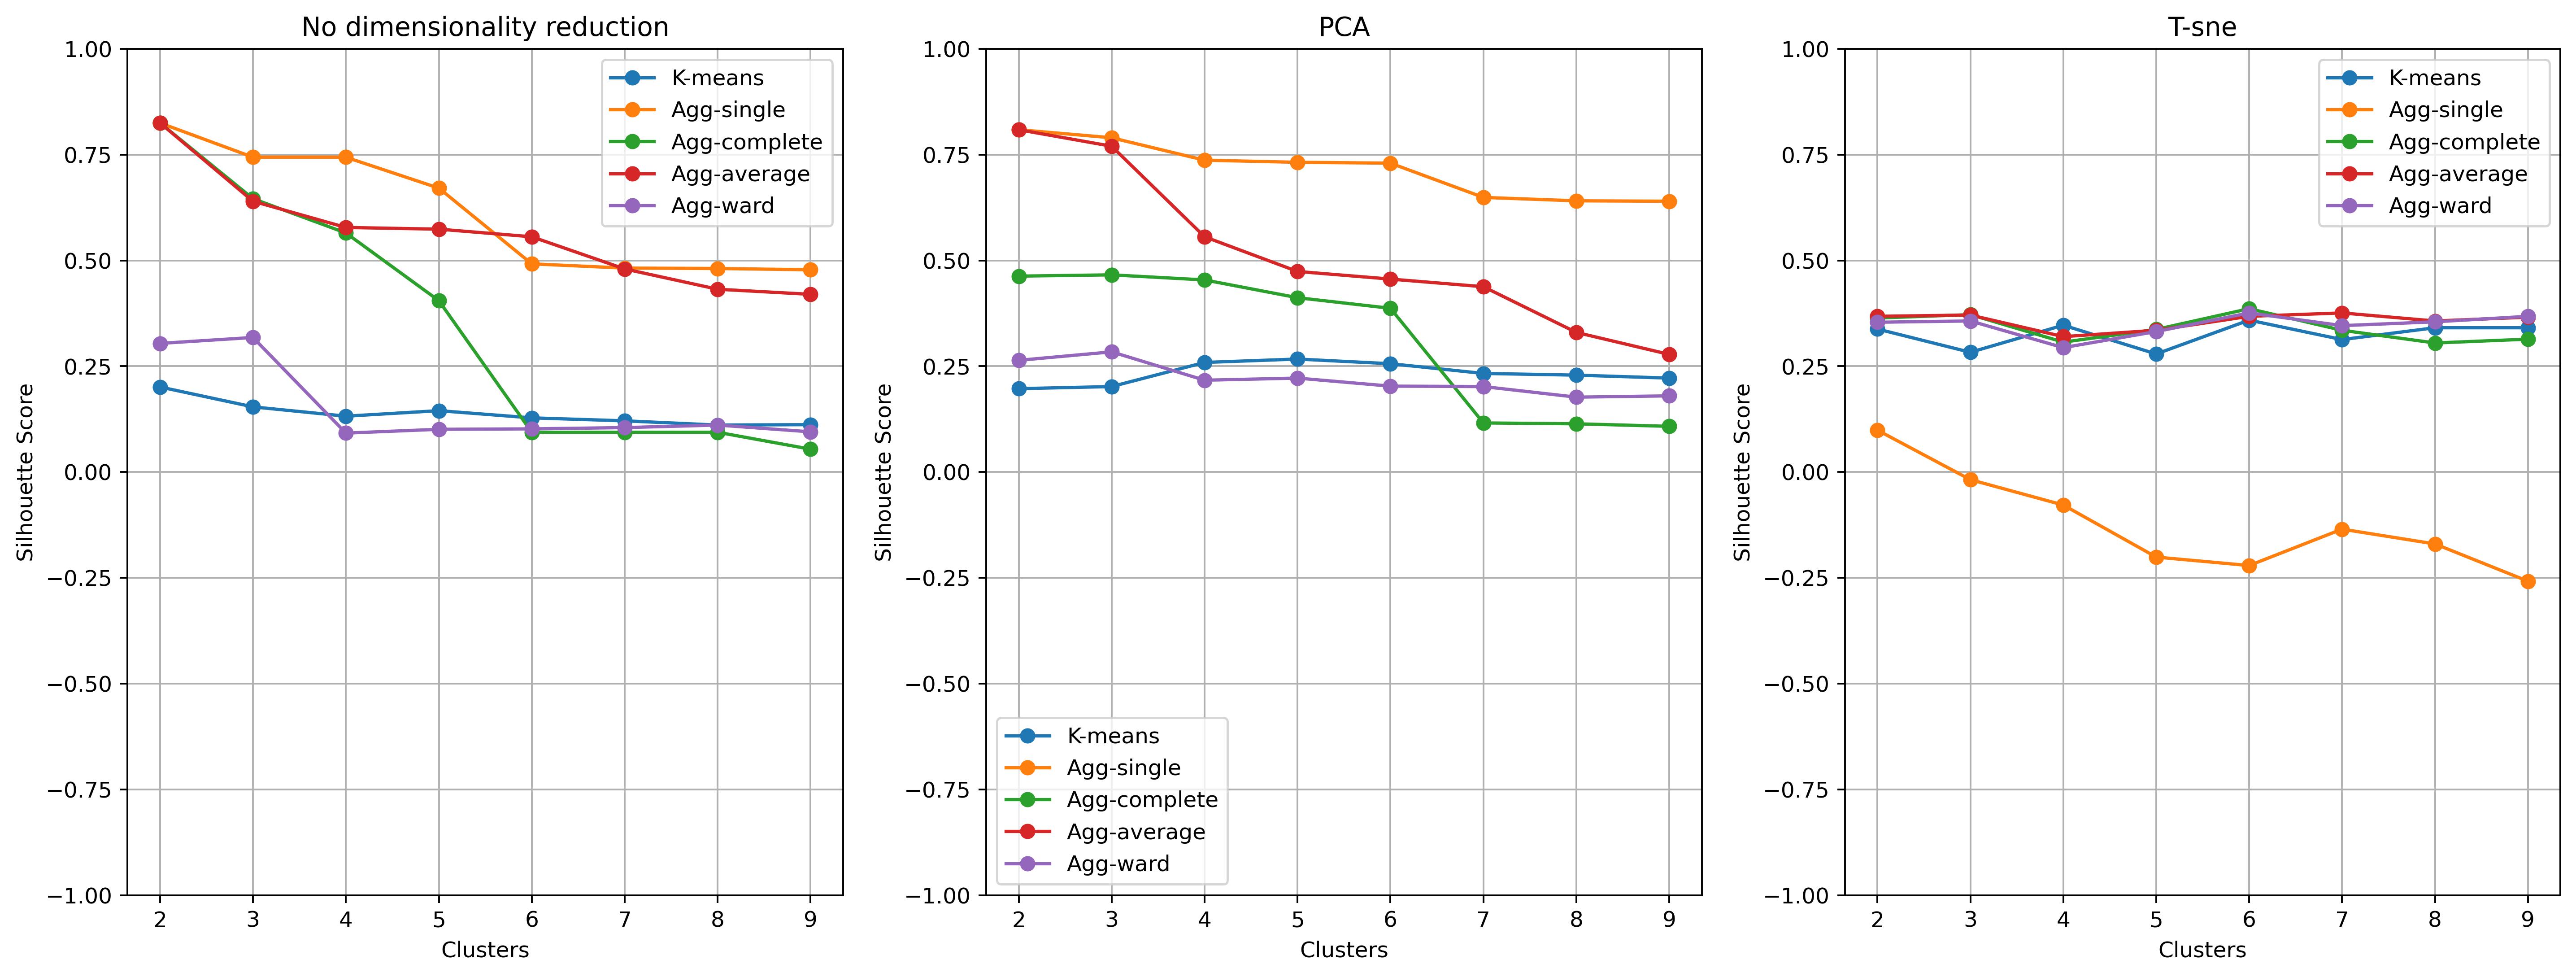 No dimensionality reduction
PCA
T-sne
Silhouette Score
1.00
0.75
0.50
0.25
0.00
−0.25
−0.50
−0.75
−1.00
K-means
Agg-single
Agg-complete
Agg-average
Agg-ward
2 3 4 5 6 7 8 9
Clusters
Silhouette Score
1.00
0.75
0.50
0.25
0.00
−0.25
−0.50
−0.75
−1.00
K-means
Agg-single
Agg-complete
Agg-average
Agg-ward
2 3 4 5 6 7 8 9
Clusters
Silhouette Score
1.00
0.75
0.50
0.25
0.00
−0.25
−0.50
−0.75
−1.00
K-means
Agg-single
Agg-complete
Agg-average
Agg-ward
2 3 4 5 6 7 8 9
Clusters